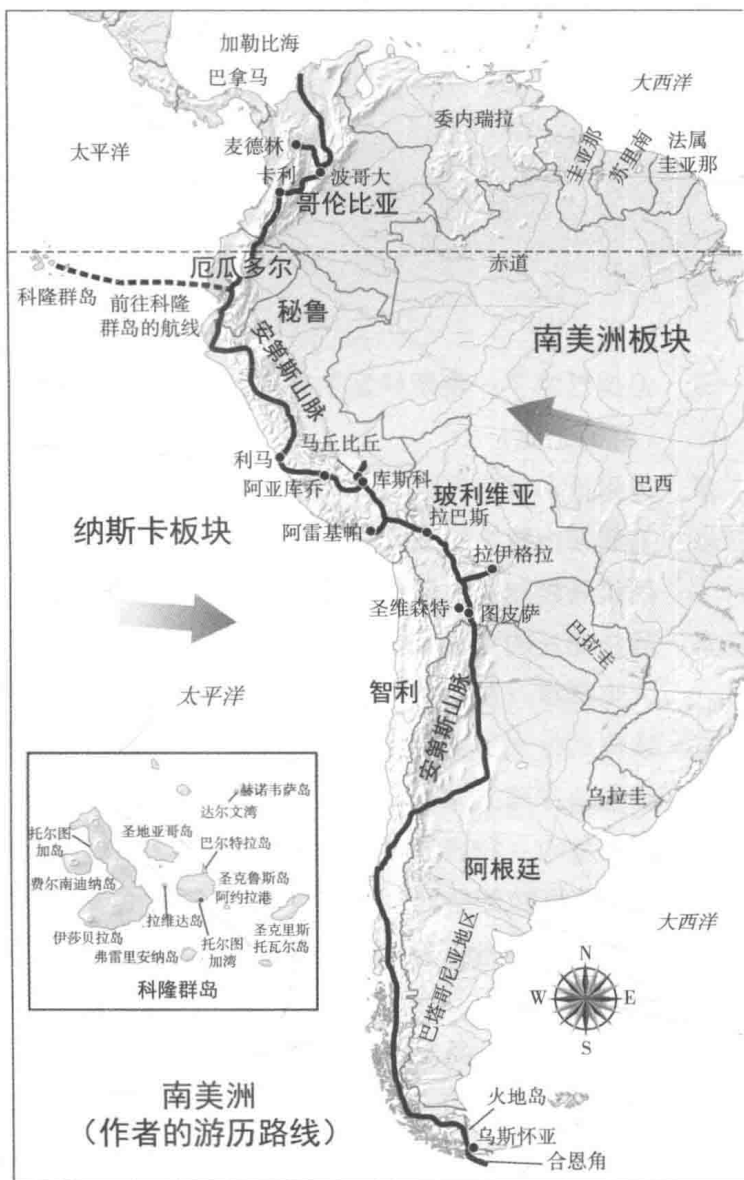 加勒比海
巴拿马
大西洋
太平洋
麦德林
委内瑞拉
圭亚那
苏里南
法属
圭亚那
卡利
波哥大
哥伦比亚
厄瓜多尔
赤道
科隆群岛
前往科隆
群岛的航线
秘鲁
安第斯山脉
南美洲板块
马丘比丘
利马
库斯科
阿亚库乔
玻利维亚
巴西
纳斯卡板块
阿雷基帕
拉巴斯
拉伊格拉
圣维森特
图皮萨
巴拉圭
太平洋
智利
安第斯山脉
乌拉圭
赫诺韦萨岛
达尔文湾
托尔图
加岛
圣地亚哥岛
巴尔特拉岛
费尔南迪纳岛
圣克鲁斯岛
阿约拉港
伊莎贝拉岛
拉维达岛
弗雷里安纳岛
托尔图
加湾
圣克里斯
托瓦尔岛
科隆群岛
阿根廷
大西洋
巴塔哥尼亚地区
N
W
E
S
南美洲
（作者的游历路线）
火地岛
乌斯怀亚
合恩角